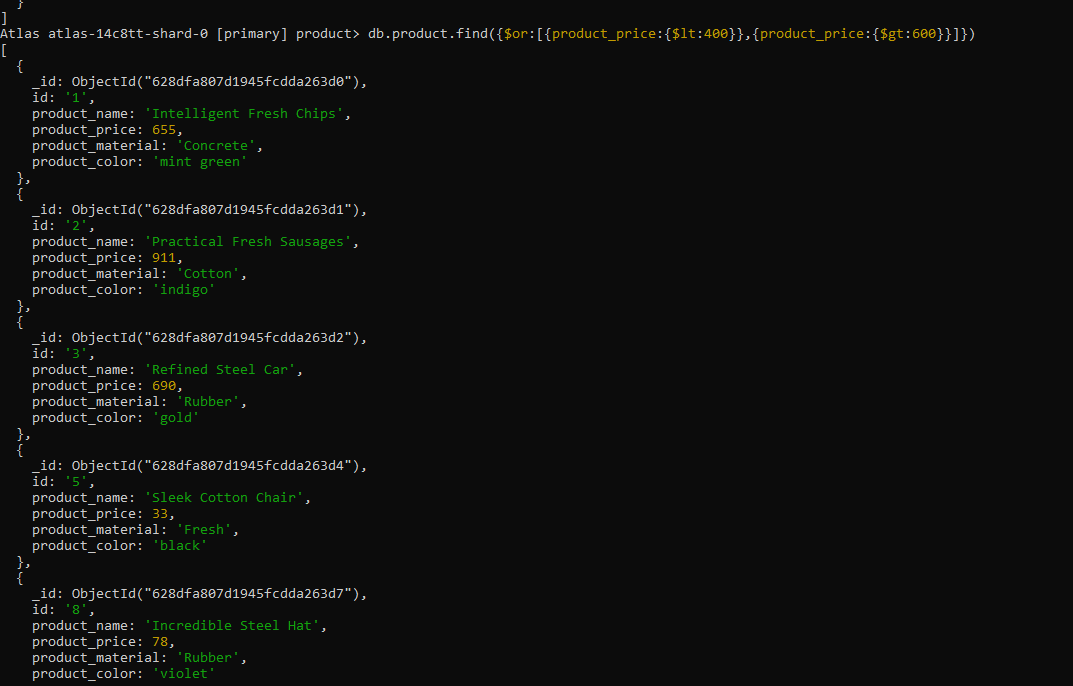 }
]
Atlas atlas-14c8tt-shard-0 [primary] product> db.product.find({$or:[{product_price:{$lt:400}},{product_price:{$gt:600}}]})
[
  {
    _id: ObjectId("628dfa807d1945fcdda263d0"),
    id: '1',
    product_name: 'Intelligent Fresh Chips',
    product_price: 655,
    product_material: 'Concrete',
    product_color: 'mint green'
  },
  {
    _id: ObjectId("628dfa807d1945fcdda263d1"),
    id: '2',
    product_name: 'Practical Fresh Sausages',
    product_price: 911,
    product_material: 'Cotton',
    product_color: 'indigo'
  },
  {
    _id: ObjectId("628dfa807d1945fcdda263d2"),
    id: '3',
    product_name: 'Refined Steel Car',
    product_price: 690,
    product_material: 'Rubber',
    product_color: 'gold'
  },
  {
    _id: ObjectId("628dfa807d1945fcdda263d4"),
    id: '5',
    product_name: 'Sleek Cotton Chair',
    product_price: 33,
    product_material: 'Fresh',
    product_color: 'black'
  },
  {
    _id: ObjectId("628dfa807d1945fcdda263d7"),
    id: '8',
    product_name: 'Incredible Steel Hat',
    product_price: 78,
    product_material: 'Rubber',
    product_color: 'violet'